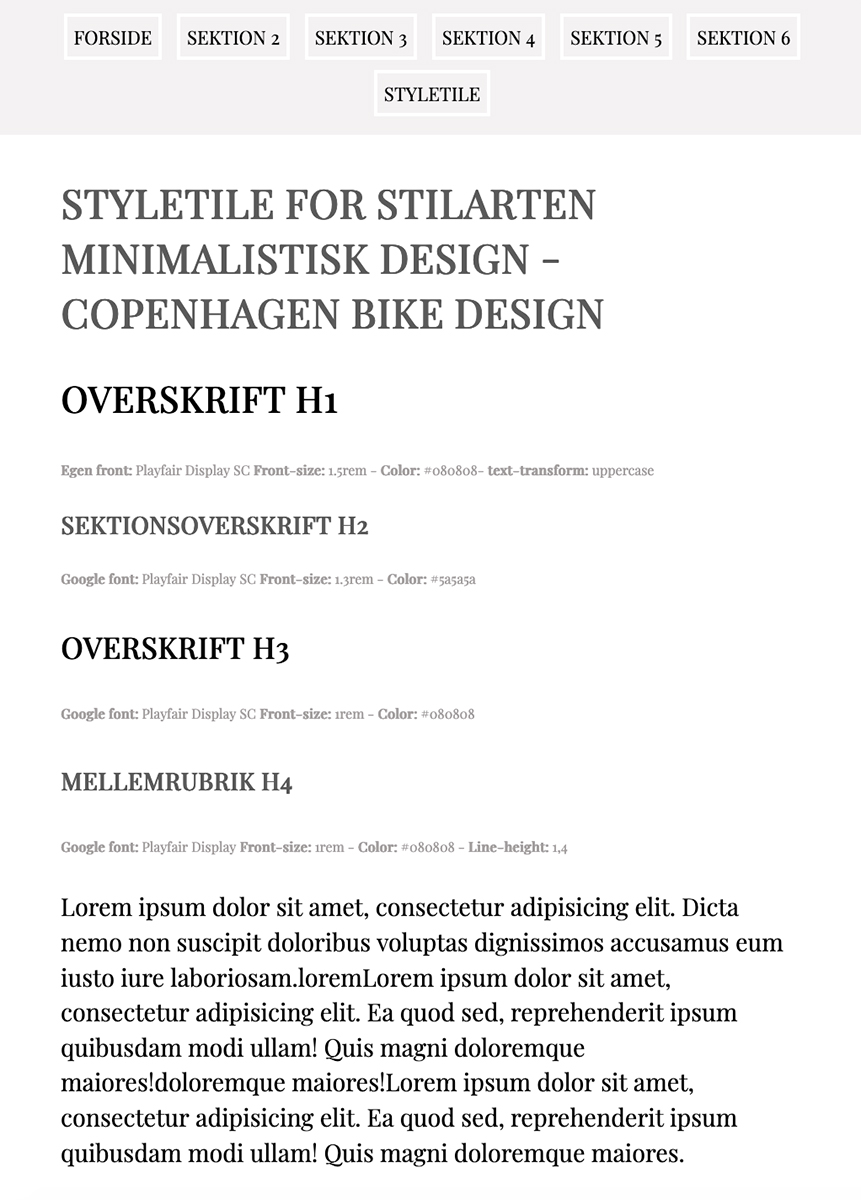 FORSIDE SEKTION 2 SEKTION 3 SEKTION 4 SEKTION 5 SEKTION 6
STYLETILE
STYLETILE FOR STILARTEN
MINIMALISTISK DESIGN -
COPENHAGEN BIKE DESIGN
OVERSKRIFT H1
Egen front: Playfair Display SC Front-size: 1.5rem - Color: #080808- text-transform: uppercase
SEKTIONSOVERSKRIFT H2
Google font: Playfair Display SC Front-size: 1.3rem - Color: #5a5a5a
OVERSKRIFT H3
Google font: Playfair Display SC Front-size: 1rem - Color: #080808
MELLEMRUBRIK H4
Google font: Playfair Display Front-size: 1rem - Color: #080808 - Line-height: 1,4
Lorem ipsum dolor sit amet, consectetur adipisicing elit. Dicta
nemo non suscipit doloribus voluptas dignissimos accusamus eum
iusto iure laboriosam.loremLorem ipsum dolor sit amet,
consectetur adipisicing elit. Ea quod sed, reprehenderit ipsum
quibusdam modi ullam! Quis magni doloremque
maiores!doloremque maiores!Lorem ipsum dolor sit amet,
consectetur adipisicing elit. Ea quod sed, reprehenderit ipsum
quibusdam modi ullam! Quis magni doloremque maiores.